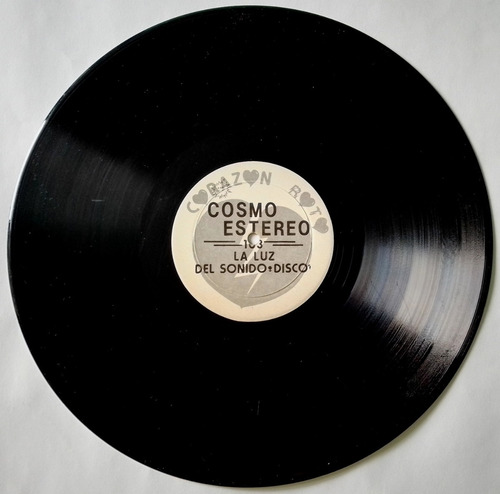 CORAZON ROTO
COSMO
ESTEREO
103
LA LUZ
DEL SONIDO DISCO